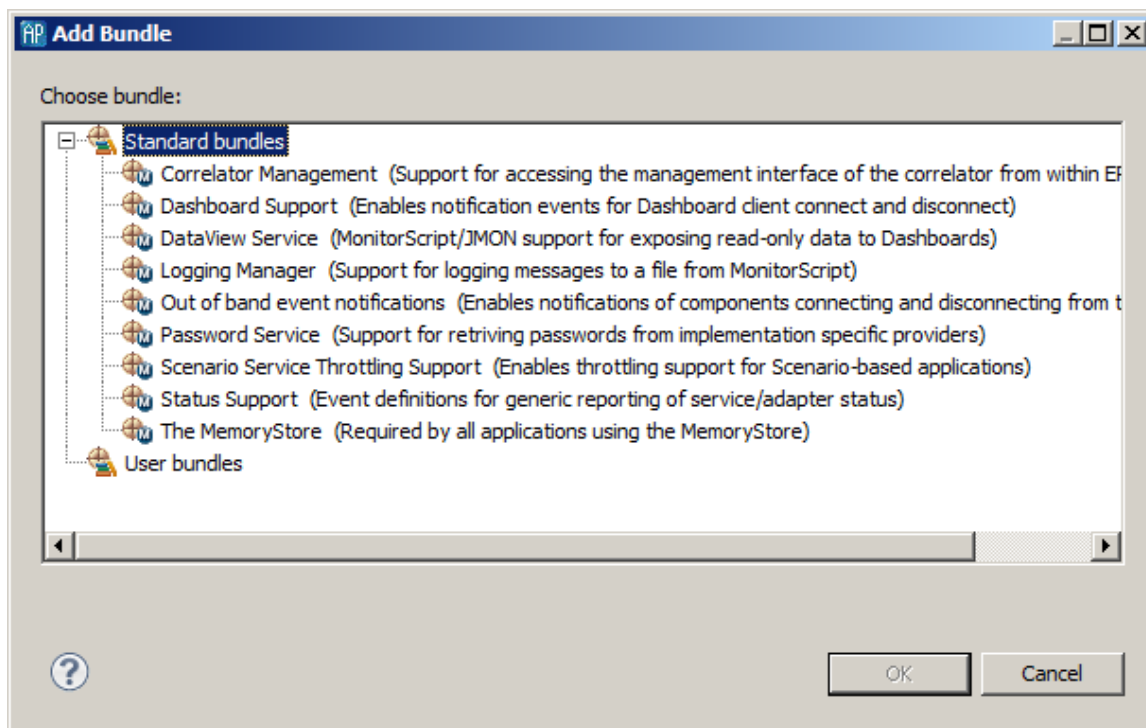 AP Add Bundle
Choose bundle:
Standard bundles
Correlator Management (Support for accessing the management interface of the correlator from within
Dashboard Support (Enables notification events for Dashboard client connect and disconnect)
DataView Service (MonitorScript/JMON support for exposing read-only data to Dashboards)
Logging Manager (Support for logging messages to a file from MonitorScript)
Out of band event notifications (Enables notifications of components connecting and disconnecting from
Password Service (Support for retriving passwords from implementation specific providers)
Scenario Service Throttling Support (Enables throttling support for Scenario-based applications)
Status Support (Event definitions for generic reporting of service/adapter status)
The MemoryStore (Required by all applications using the MemoryStore)
User bundles
?
OK Cancel